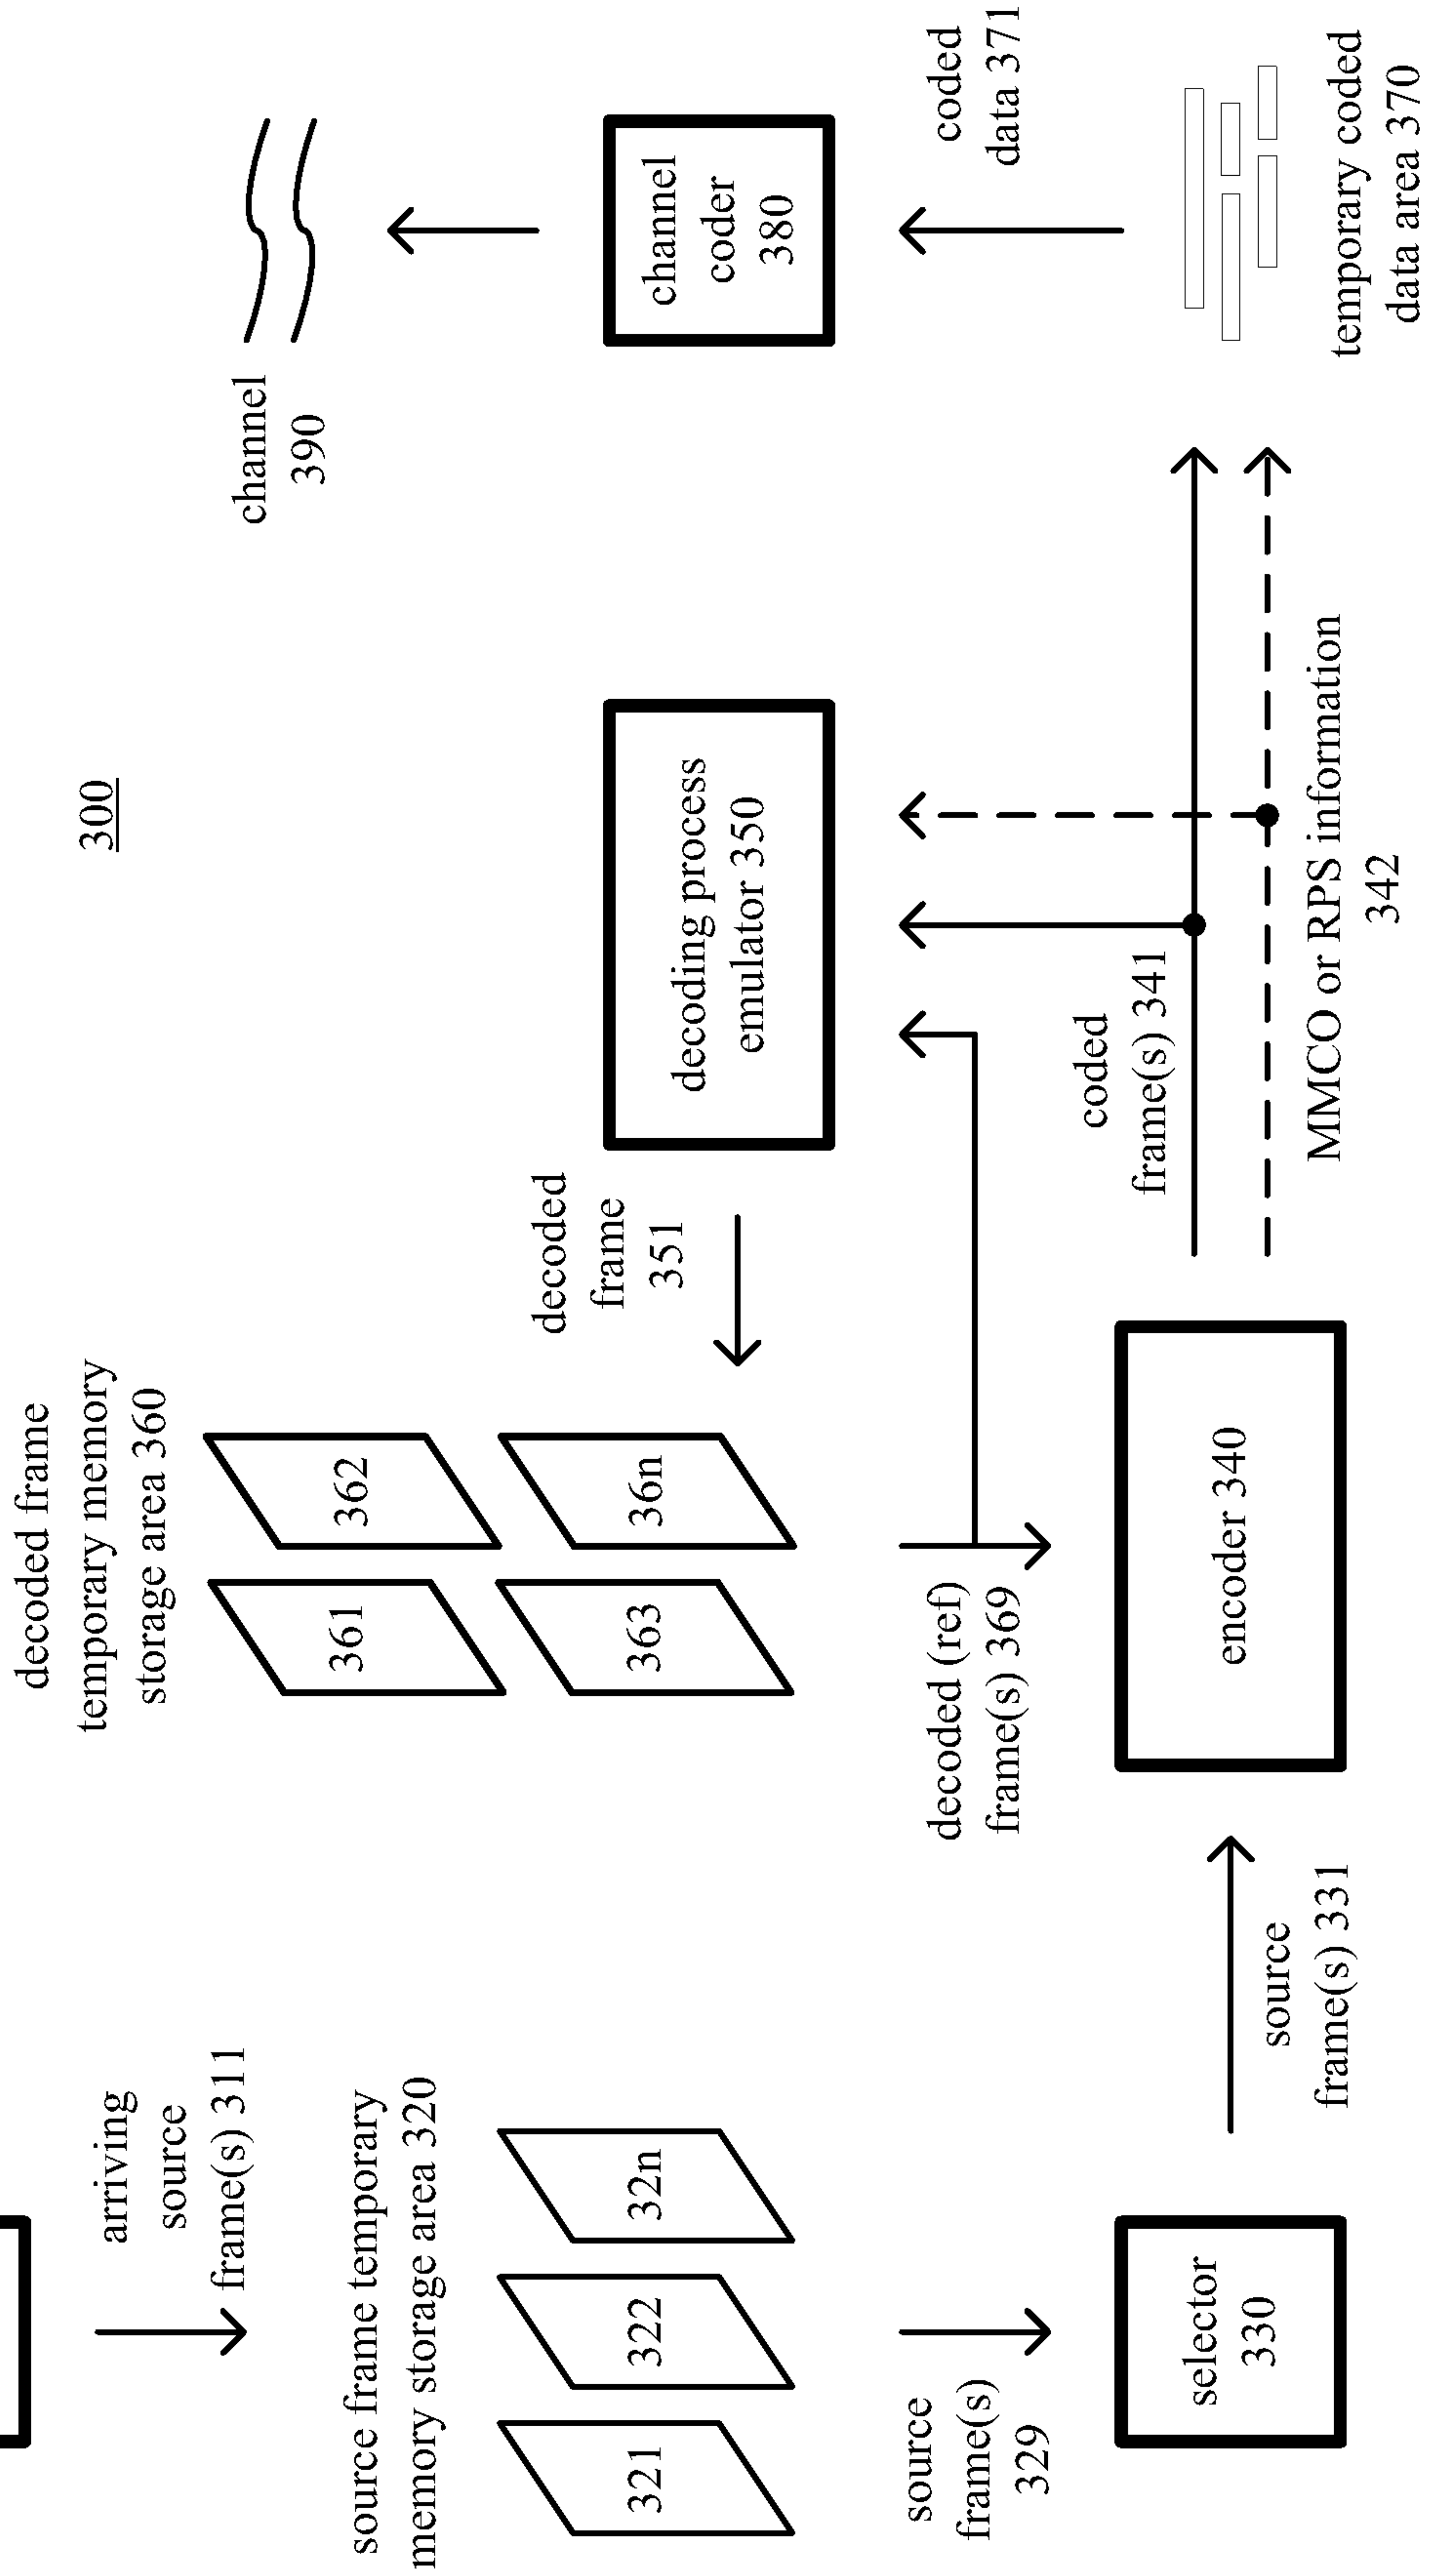 300
arriving
source
frame(s) 311
source frame temporary
memory storage area 320
321
322
32n
source
frame(s)
329
selector
330
source
frame(s) 331
decoded frame
temporary memory
storage area 360
361
362
363
36n
decoded (ref)
frame(s) 369
encoder 340
decoded
frame
351
decoding process
emulator 350
coded
frame(s) 341
MMCO or RPS information
342
channel
390
channel
coder
380
coded
data 371
temporary coded
data area 370